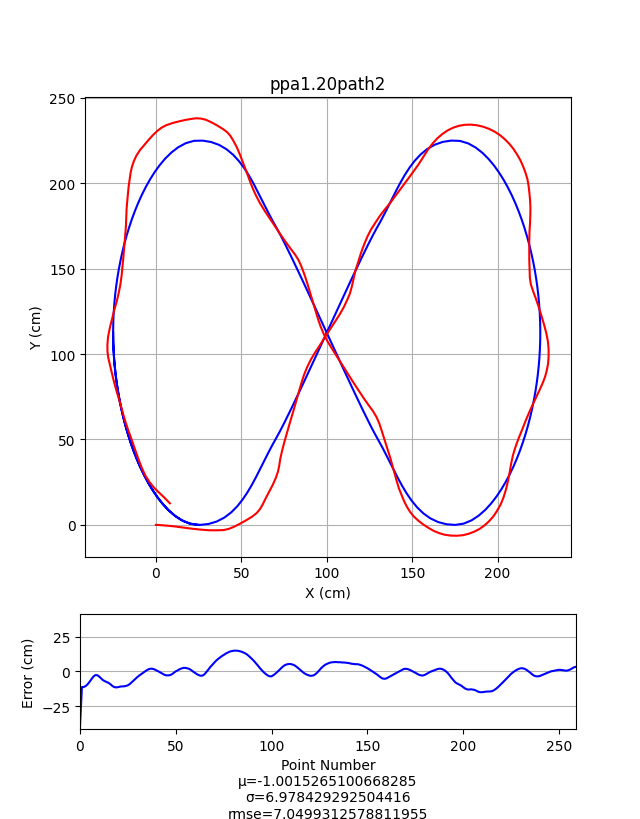 ppa1.20path2
250
200
150
100
50
0
Y (cm)
0 50 100 150 200
X (cm)
25
0
−25
Error (cm)
0 50 100 150 200 250
Point Number
μ=-1.0015265100668285
σ=6.978429292504416
rmse=7.0499312578811955